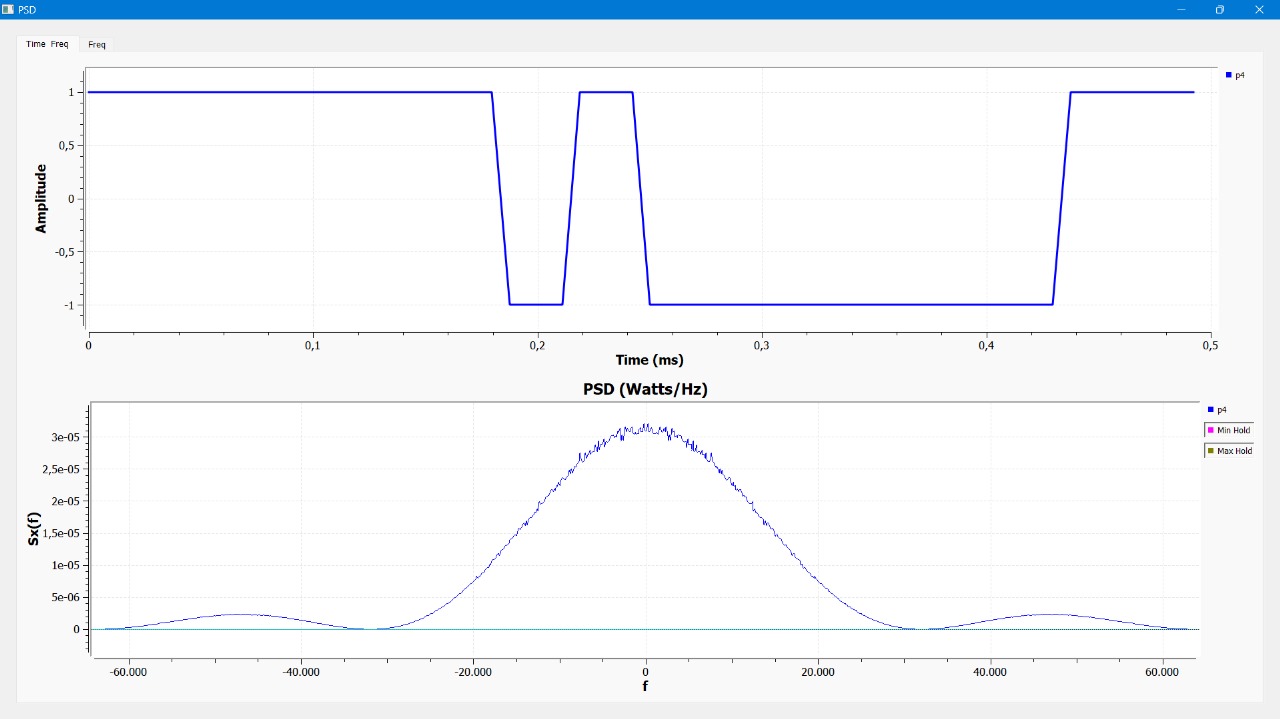 PSD
Time Freq
Freq
p4
1
0,5
0
-0,5
-1
Amplitude
0
0,1
0,2
0,3
0,4
0,5
Time (ms)
PSD (Watts/Hz)
p4
Min Hold
Max Hold
3e-05
2,5e-05
2e-05
1,5e-05
1e-05
5e-06
0
Sx(f)
-60.000
-40.000
-20.000
0
20.000
40.000
60.000
f